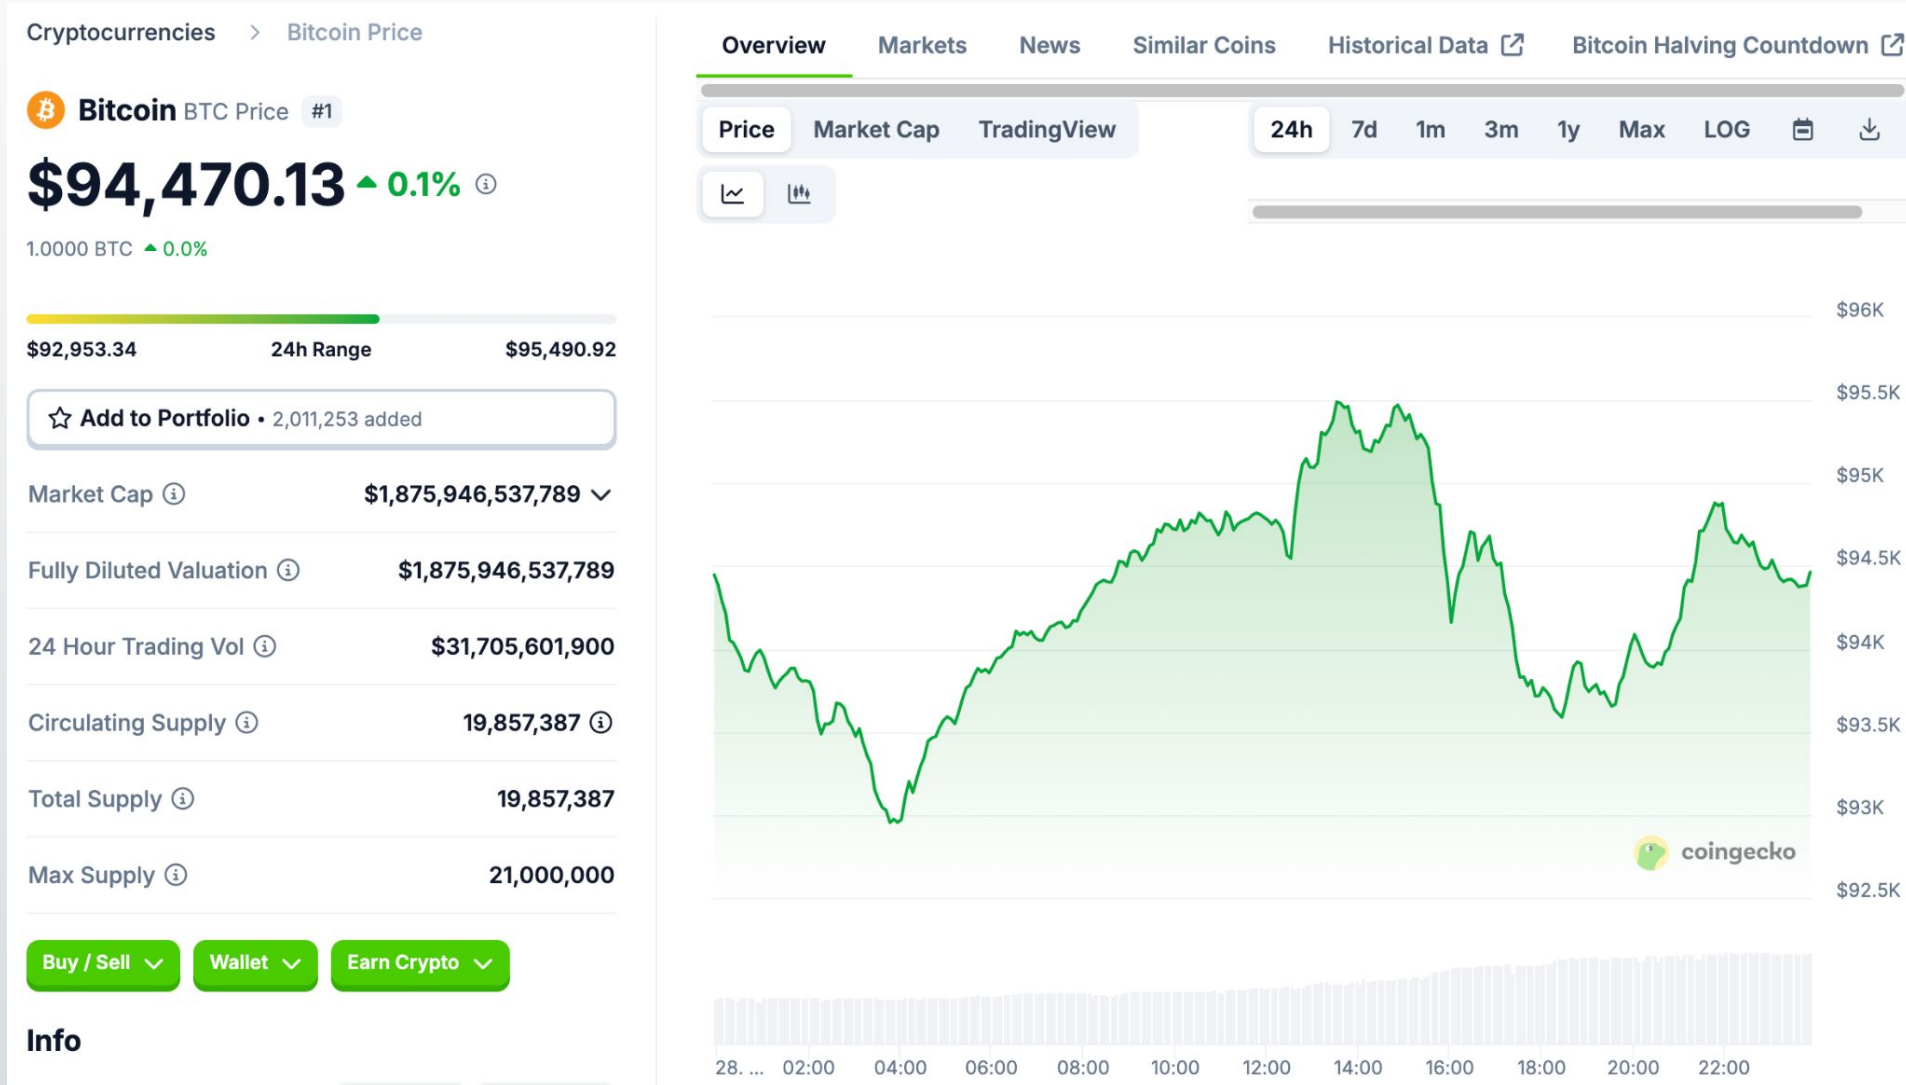 Cryptocurrencies > Bitcoin Price
Bitcoin BTC Price #1
$94,470.13 0.1%
1.0000 BTC 0.0%
$92,953.34 24h Range $95,490.92
Add to Portfolio • 2,011,253 added
Market Cap $1,875,946,537,789
Fully Diluted Valuation $1,875,946,537,789
24 Hour Trading Vol $31,705,601,900
Circulating Supply 19,857,387
Total Supply 19,857,387
Max Supply 21,000,000
Buy / Sell Wallet Earn Crypto
Info
Overview Markets News Similar Coins Historical Data Bitcoin Halving Countdown
Price Market Cap TradingView 24h 7d 1m 3m 1y Max LOG
$96K
$95.5K
$95K
$94.5K
$94K
$93.5K
$93K
coingecko
$92.5K
28. ... 02:00 04:00 06:00 08:00 10:00 12:00 14:00 16:00 18:00 20:00 22:00